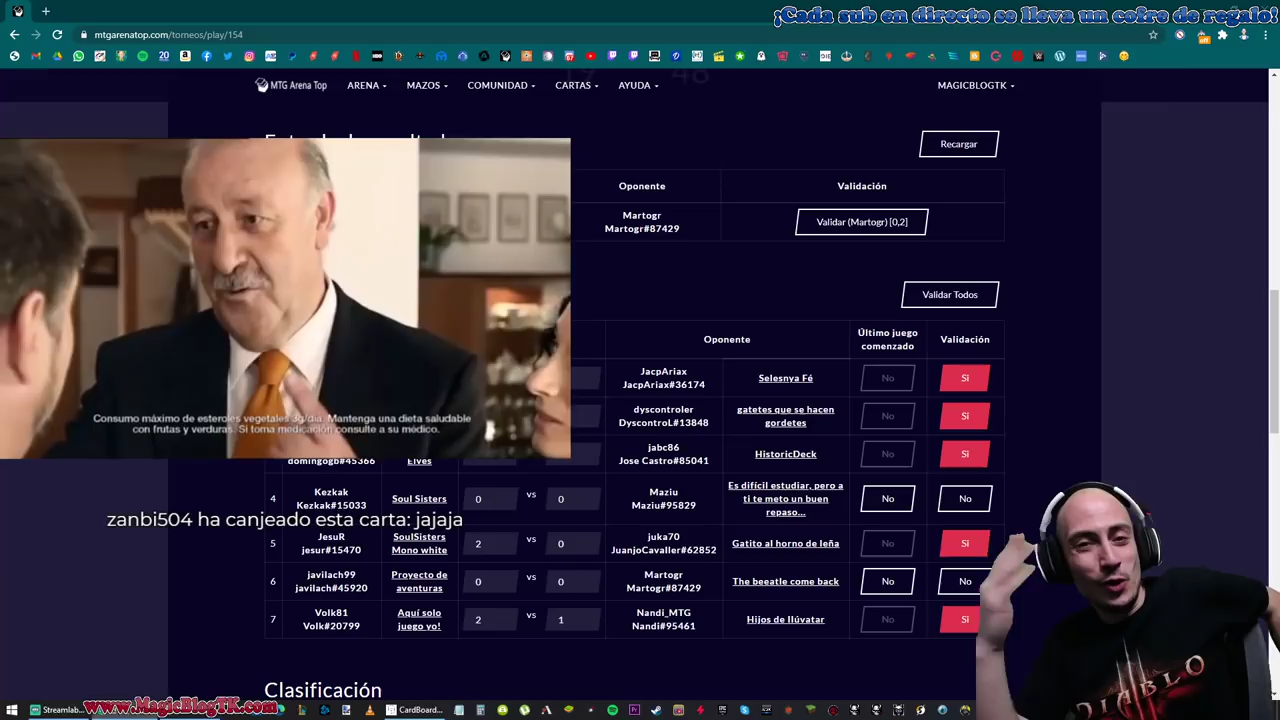 ¡Cada sub en directo se lleva un cofre de regalo!
mtgarenatop.com/torneos/play/154
MTG Arena Top
ARENA
MAZOS
COMUNIDAD
CARTAS
AYUDA
MAGICBLOGTK
Recargar
Oponente
Validación
Martogr
Martogr#87429
Validar (Martogr) [0,2]
Validar Todos
Oponente
Último juego
comenzado
Validación
JacpAriax
JacpAriax#36174
Selesnya Fé
No
Si
dyscontroler
DyscontroL#13848
gatetes que se hacen
gordetes
No
Si
domingogb#45366
Elves
jabc86
Jose Castro#85041
HistoricDeck
No
Si
Consumo máximo de esteroles vegetales 3g/día. Mantenga una dieta saludable
con frutas y verduras. Si toma medicación consulte a su médico.
4
Kezkak
Kezkak#15033
Soul Sisters
0
vs
0
Maziu
Maziu#95829
Es difícil estudiar, pero a
ti te meto un buen
repaso...
No
No
zanbi504 ha canjeado esta carta: jajaja
5
JesuR
jesur#15470
SoulSisters
Mono white
2
vs
0
juka70
JuanjoCavaller#62852
Gatito al horno de leña
No
Si
6
javilach99
javilach#45920
Proyecto de
aventuras
0
vs
0
Martogr
Martogr#87429
The beeatle come back
No
No
7
Volk81
Volk#20799
Aquí solo
juego yo!
2
vs
1
Nandi_MTG
Nandi#95461
Hijos de Ilúvatar
No
Si
DIABLO
Clasificación
Streamlab...
www.MagicBlogTK.com
CardBoard...